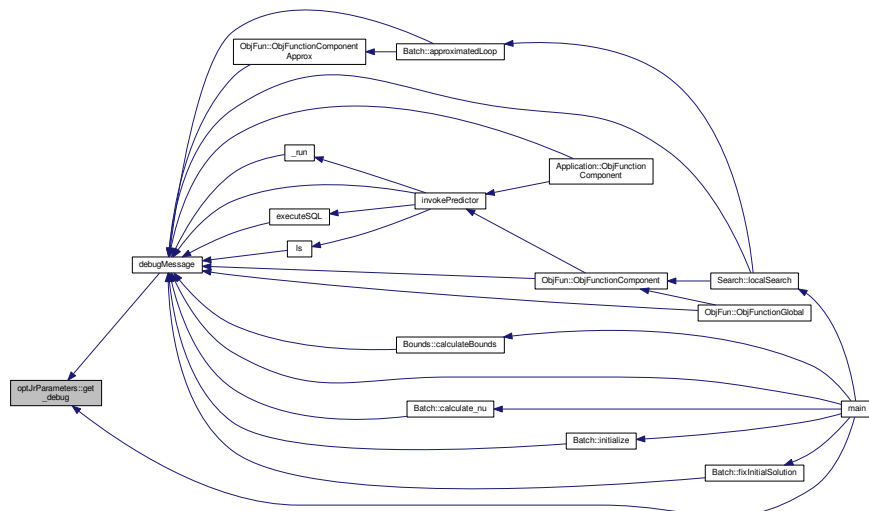 ObjFun::ObjFunctionComponent
Approx
Batch::approximatedLoop
_run
Application::ObjFunction
Component
invokePredictor
executeSQL
ls
debugMessage
ObjFun::ObjFunctionComponent
Search::localSearch
ObjFun::ObjFunctionGlobal
Bounds::calculateBounds
optJrParameters::get
_debug
Batch::calculate_nu
main
Batch::initialize
Batch::fixInitialSolution